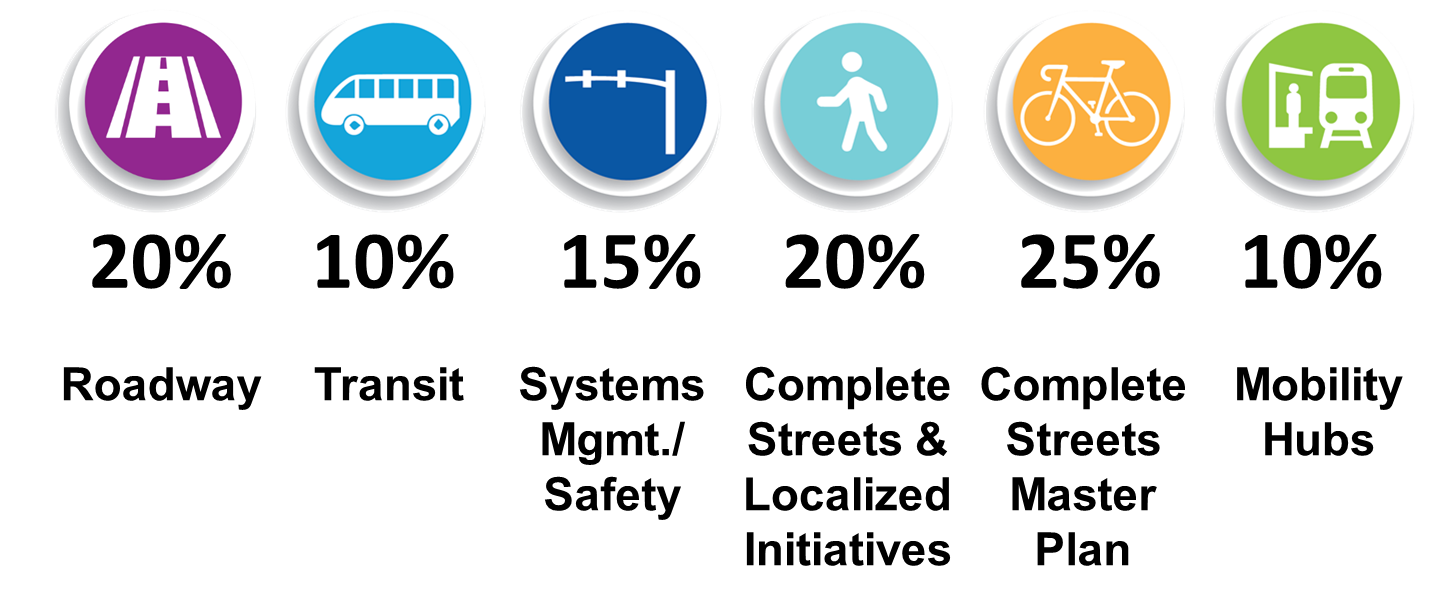 20% 10% 15% 20% 25% 10%
Roadway Transit Systems Complete Complete Mobility
Mgmt./ Streets & Streets Hubs
Safety Localized Master
Initiatives Plan